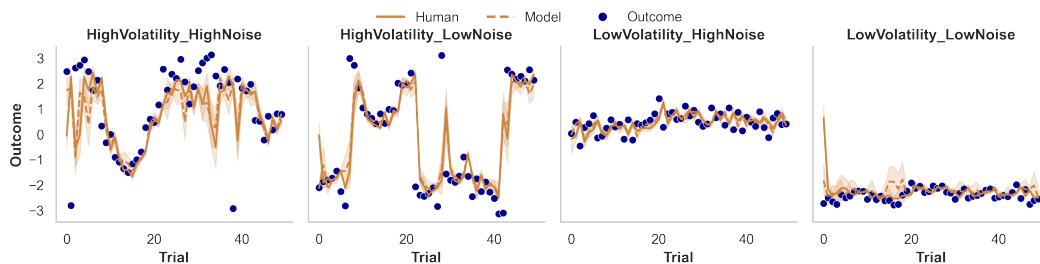 Human Model Outcome
HighVolatility_HighNoise HighVolatility_LowNoise LowVolatility_HighNoise LowVolatility_LowNoise
3
2
1
0
−1
−2
−3
Outcome
0 20 40 0 20 40 0 20 40 0 20 40
Trial Trial Trial Trial